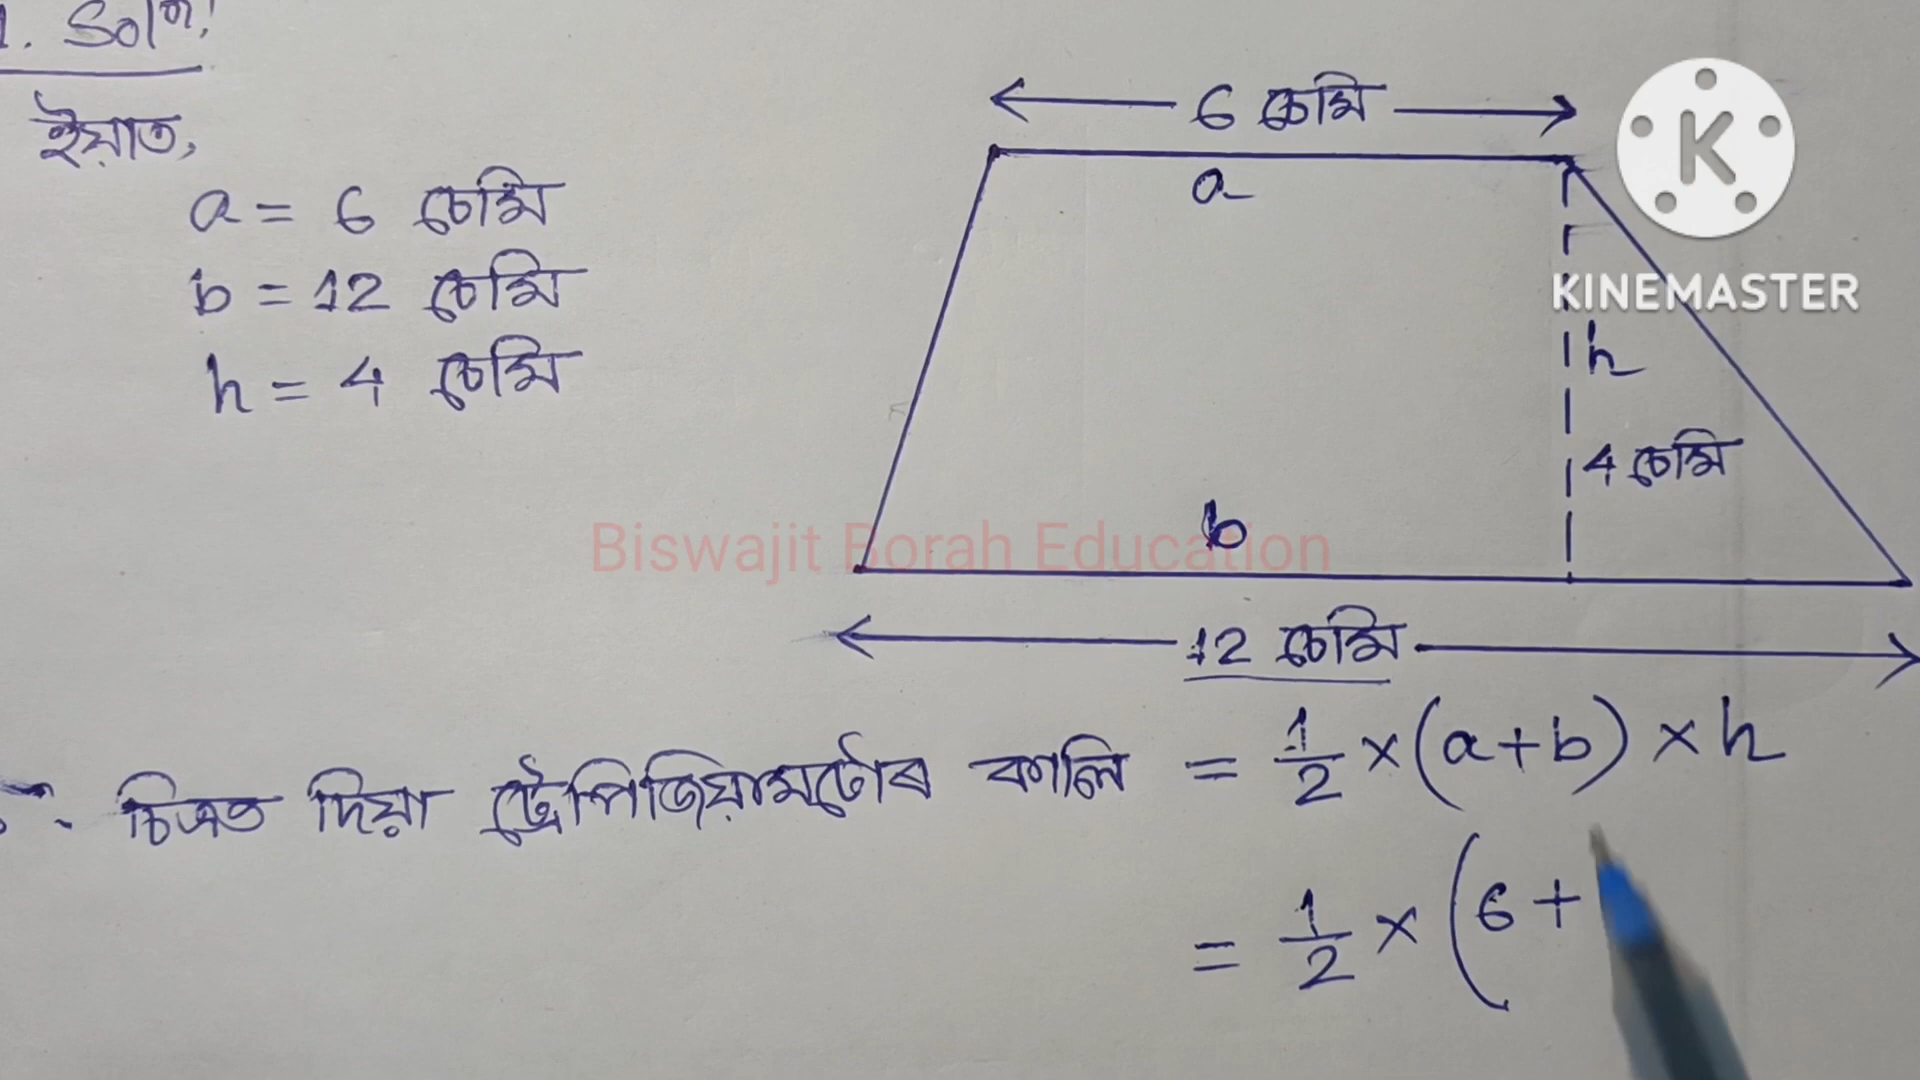 1. Solⁿ!
ইয়াত,
a = 6 চেমি
b = 12 চেমি
h = 4 চেমি
6 চেমি
a
K
KINEMASTER
h
4 চেমি
b
Biswajit Borah Education
12 চেমি
∴ চিত্ৰত দিয়া ট্ৰেপিজিয়ামটোৰ কালি = 1/2 × (a+b) × h
= 1/2 × (6 +